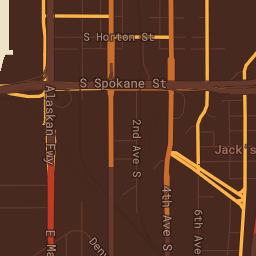 S Horton St
S Spokane St
Alaskan Fwy
2nd Ave S
Jack's
4th Ave S
6th Ave
E Ma
Denv